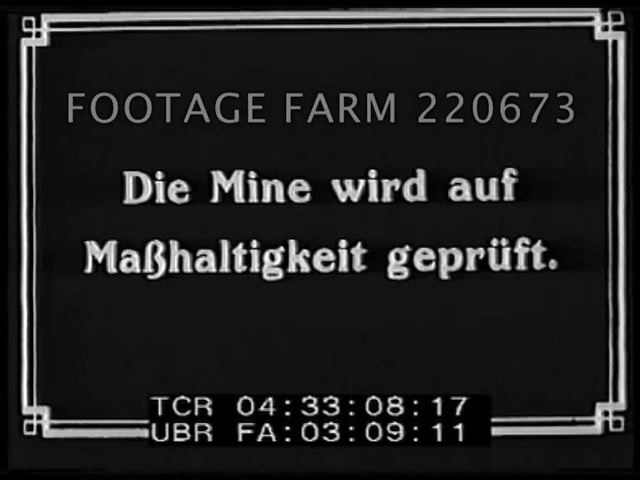 FOOTAGE FARM 220673
Die Mine wird auf
Maßhaltigkeit geprüft.
TCR 04:33:08:17
UBR FA:03:09:11